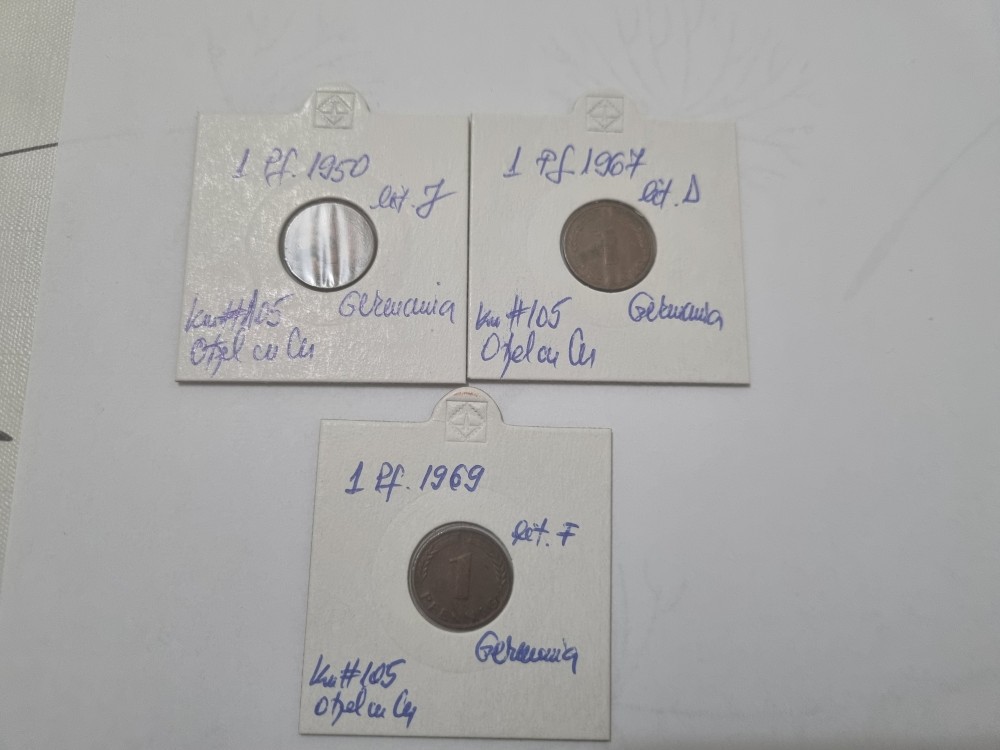 1 Pf. 1950
lit. J
Germania
Km#105
Oțel cu Cu
1 Pf. 1967
lit. D
Germania
Km#105
Oțel cu Cu
1 Pf. 1969
lit. F
1
PFENNIG
Germania
Km#105
Oțel cu Cu